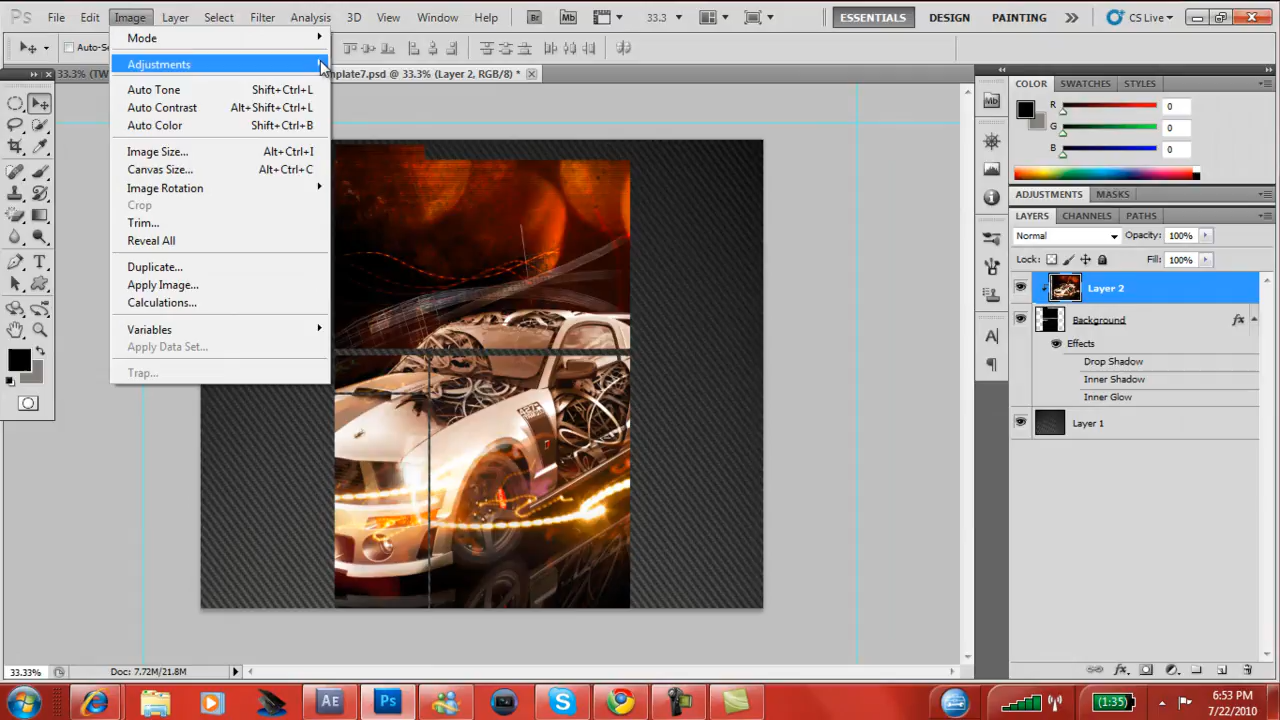 Ps File Edit Image Layer Select Filter Analysis 3D View Window Help Br Mb 33.3 ESSENTIALS DESIGN PAINTING CS Live
Auto-Se
33.3% (TW
mplate7.psd @ 33.3% (Layer 2, RGB/8) *
Mode
Adjustments
Auto Tone Shift+Ctrl+L
Auto Contrast Alt+Shift+Ctrl+L
Auto Color Shift+Ctrl+B
Image Size... Alt+Ctrl+I
Canvas Size... Alt+Ctrl+C
Image Rotation
Crop
Trim...
Reveal All
Duplicate...
Apply Image...
Calculations...
Variables
Apply Data Set...
Trap...
COLOR SWATCHES STYLES
Mb
R 0
G 0
B 0
ADJUSTMENTS MASKS
LAYERS CHANNELS PATHS
Normal Opacity: 100%
Lock: Fill: 100%
Layer 2
Background fx
Effects
Drop Shadow
Inner Shadow
Inner Glow
Layer 1
33.33% Doc: 7.72M/21.8M
AE Ps
(1:35)
6:53 PM
7/22/2010